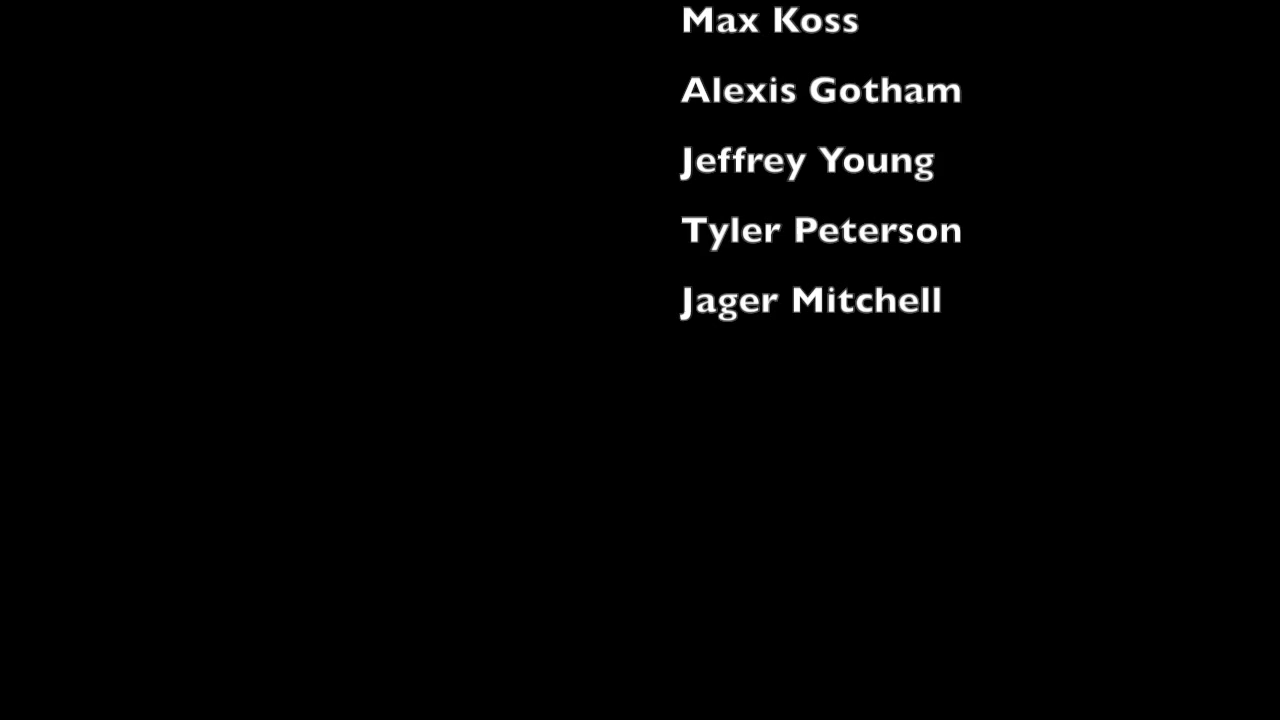 Max Koss
Alexis Gotham
Jeffrey Young
Tyler Peterson
Jager Mitchell